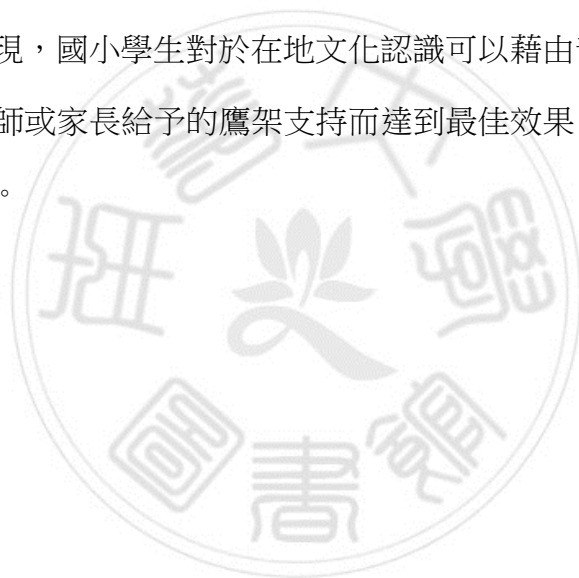 現，國小學生對於在地文化認識可以藉由
師或家長給予的鷹架支持而達到最佳效果
。